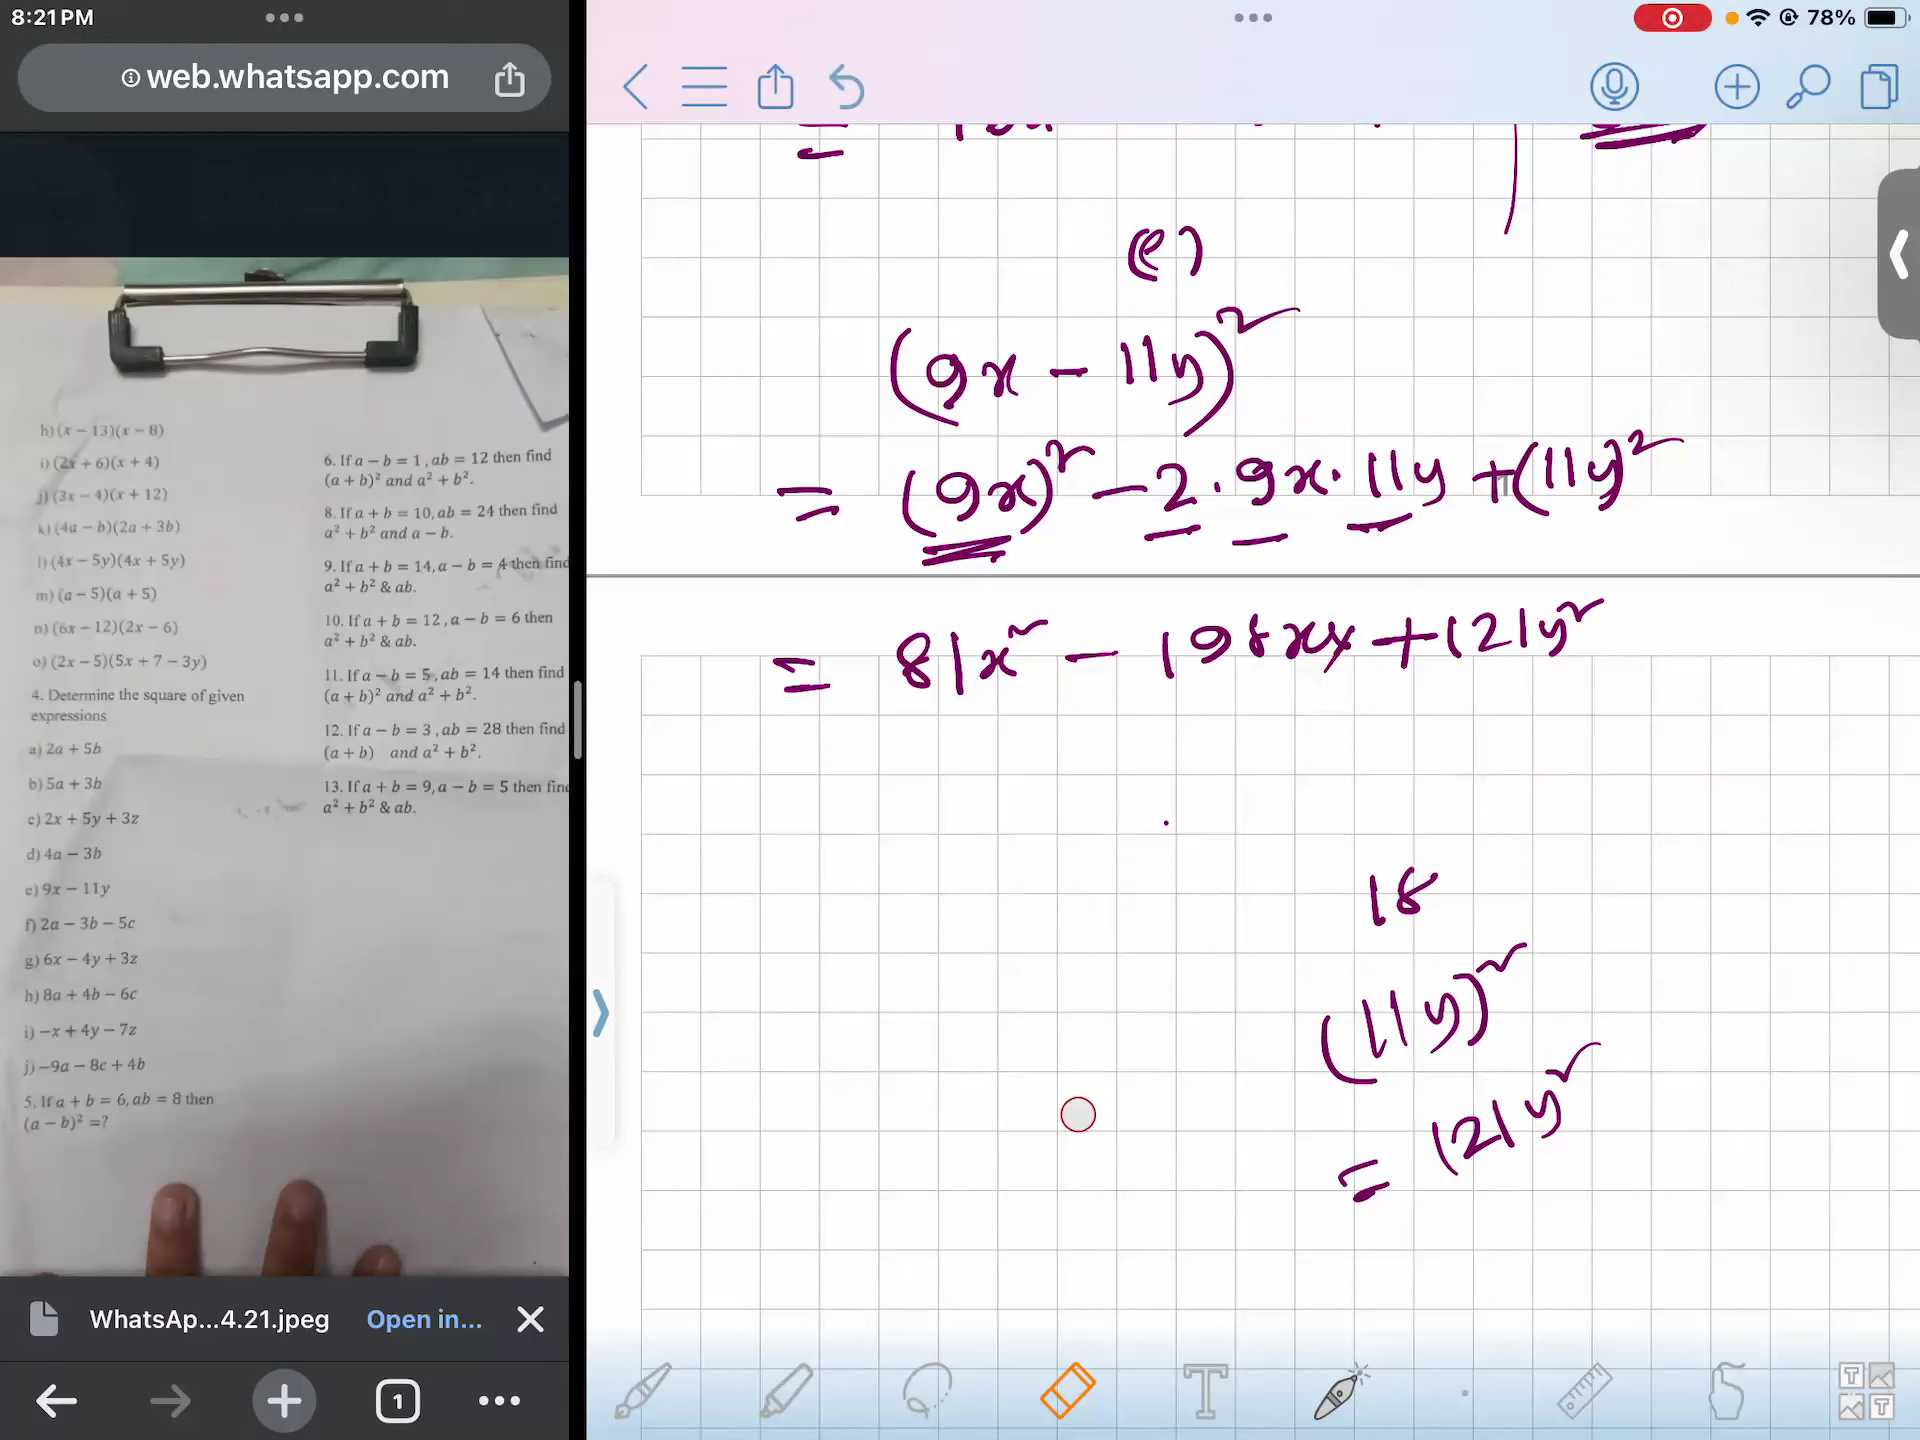 8:21 PM
web.whatsapp.com
h) (x − 13)(x − 8)
i) (2x + 6)(x + 4)
j) (3x − 4)(x + 12)
k) (4a − b)(2a + 3b)
l) (4x − 5y)(4x + 5y)
m) (a − 5)(a + 5)
n) (6x − 12)(2x − 6)
o) (2x − 5)(5x + 7 − 3y)
4. Determine the square of given
expressions
a) 2a + 5b
b) 5a + 3b
c) 2x + 5y + 3z
d) 4a − 3b
e) 9x − 11y
f) 2a − 3b − 5c
g) 6x − 4y + 3z
h) 8a + 4b − 6c
i) −x + 4y − 7z
j) −9a − 8c + 4b
5. If a + b = 6, ab = 8 then
(a − b)² =?
6. If a − b = 1, ab = 12 then find
(a + b)² and a² + b².
8. If a + b = 10, ab = 24 then find
a² + b² and a − b.
9. If a + b = 14, a − b = 4 then find
a² + b² & ab.
10. If a + b = 12, a − b = 6 then
a² + b² & ab.
11. If a − b = 5, ab = 14 then find
(a + b)² and a² + b².
12. If a − b = 3, ab = 28 then find
(a + b) and a² + b².
13. If a + b = 9, a − b = 5 then find
a² + b² & ab.
WhatsAp...4.21.jpeg Open in...
1
78%
(e)
(9x − 11y)²
= (9x)² − 2 · 9x · 11y + (11y)²
= 81x² − 198xy + 121y²
18
(11y)²
= 121y²
T